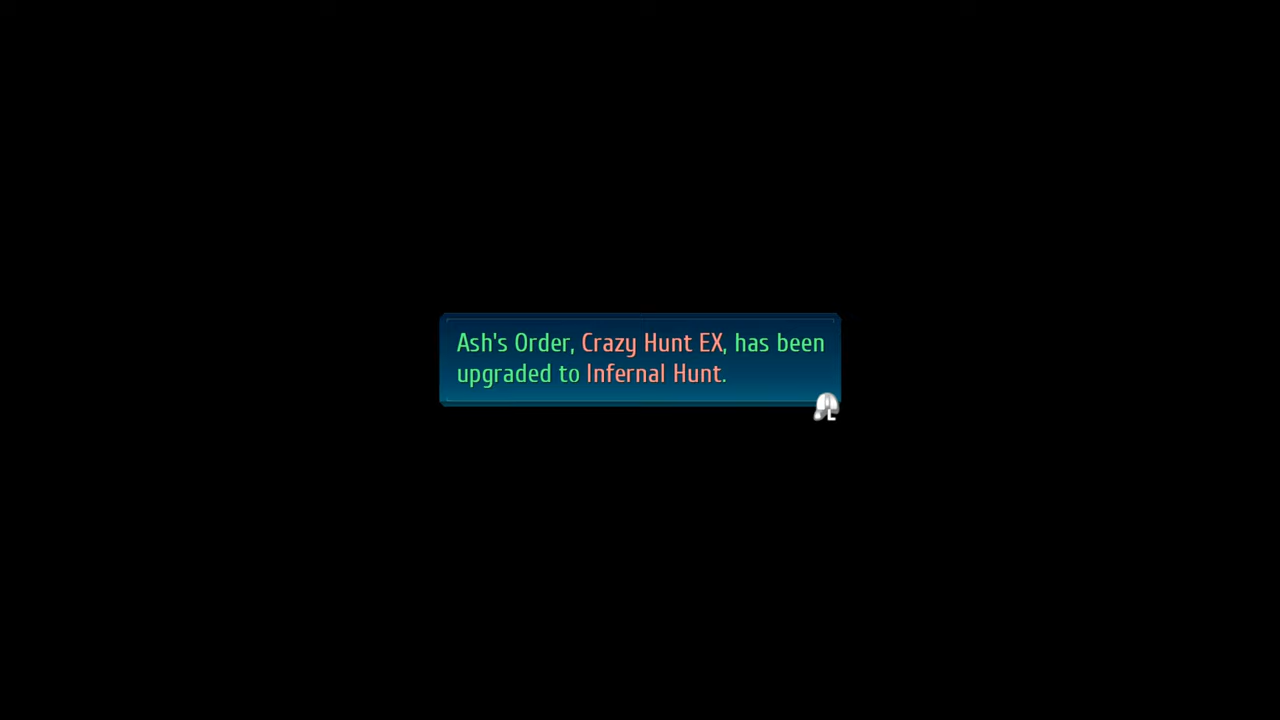 Ash's Order, Crazy Hunt EX, has been
upgraded to Infernal Hunt.
L